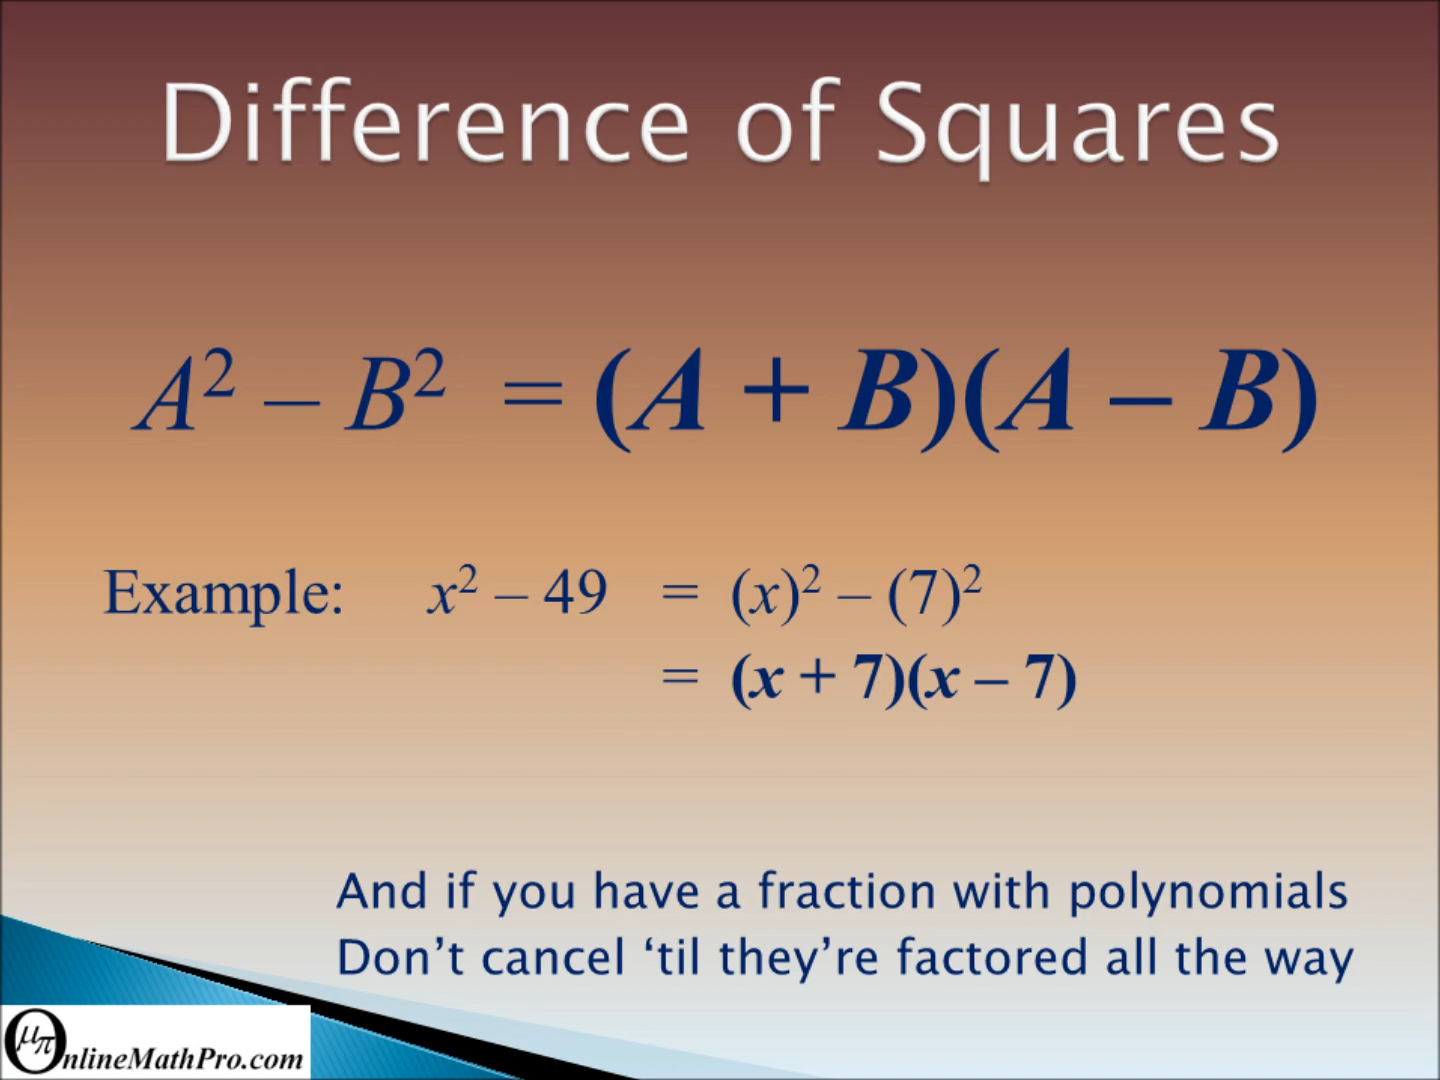 Difference of Squares
A² – B² = (A + B)(A – B)
Example: x² – 49 = (x)² – (7)²
= (x + 7)(x – 7)
And if you have a fraction with polynomials
Don’t cancel ‘til they’re factored all the way
μπ OnlineMathPro.com